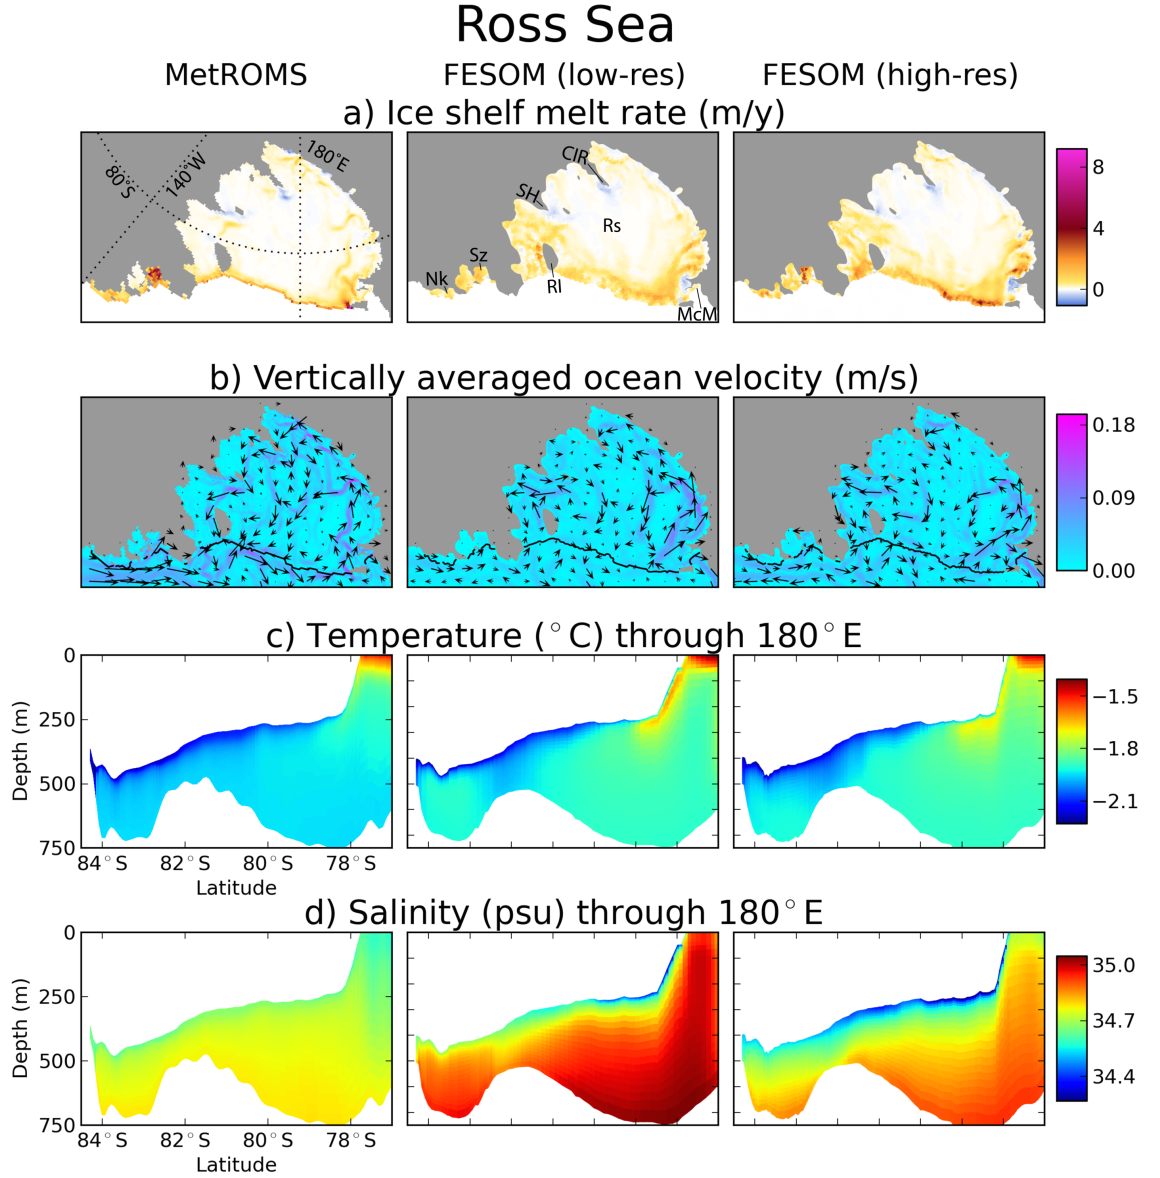 Ross Sea
MetROMS FESOM (low-res) FESOM (high-res)
a) Ice shelf melt rate (m/y)
80°S 140°W 180°E
CIR
SH
Rs
Sz
Nk
RI
McM
8
4
0
b) Vertically averaged ocean velocity (m/s)
0.18
0.09
0.00
c) Temperature (°C) through 180°E
0
250
500
750
Depth (m)
84°S 82°S 80°S 78°S
Latitude
−1.5
−1.8
−2.1
d) Salinity (psu) through 180°E
0
250
500
750
Depth (m)
84°S 82°S 80°S 78°S
Latitude
35.0
34.7
34.4